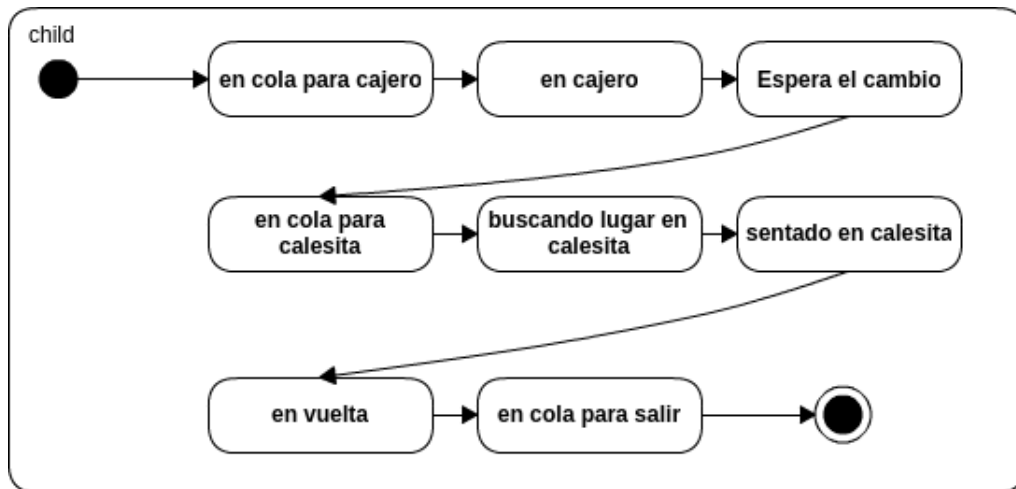 child
en cola para cajero
en cajero
Espera el cambio
en cola para
calesita
buscando lugar en
calesita
sentado en calesita
en vuelta
en cola para salir